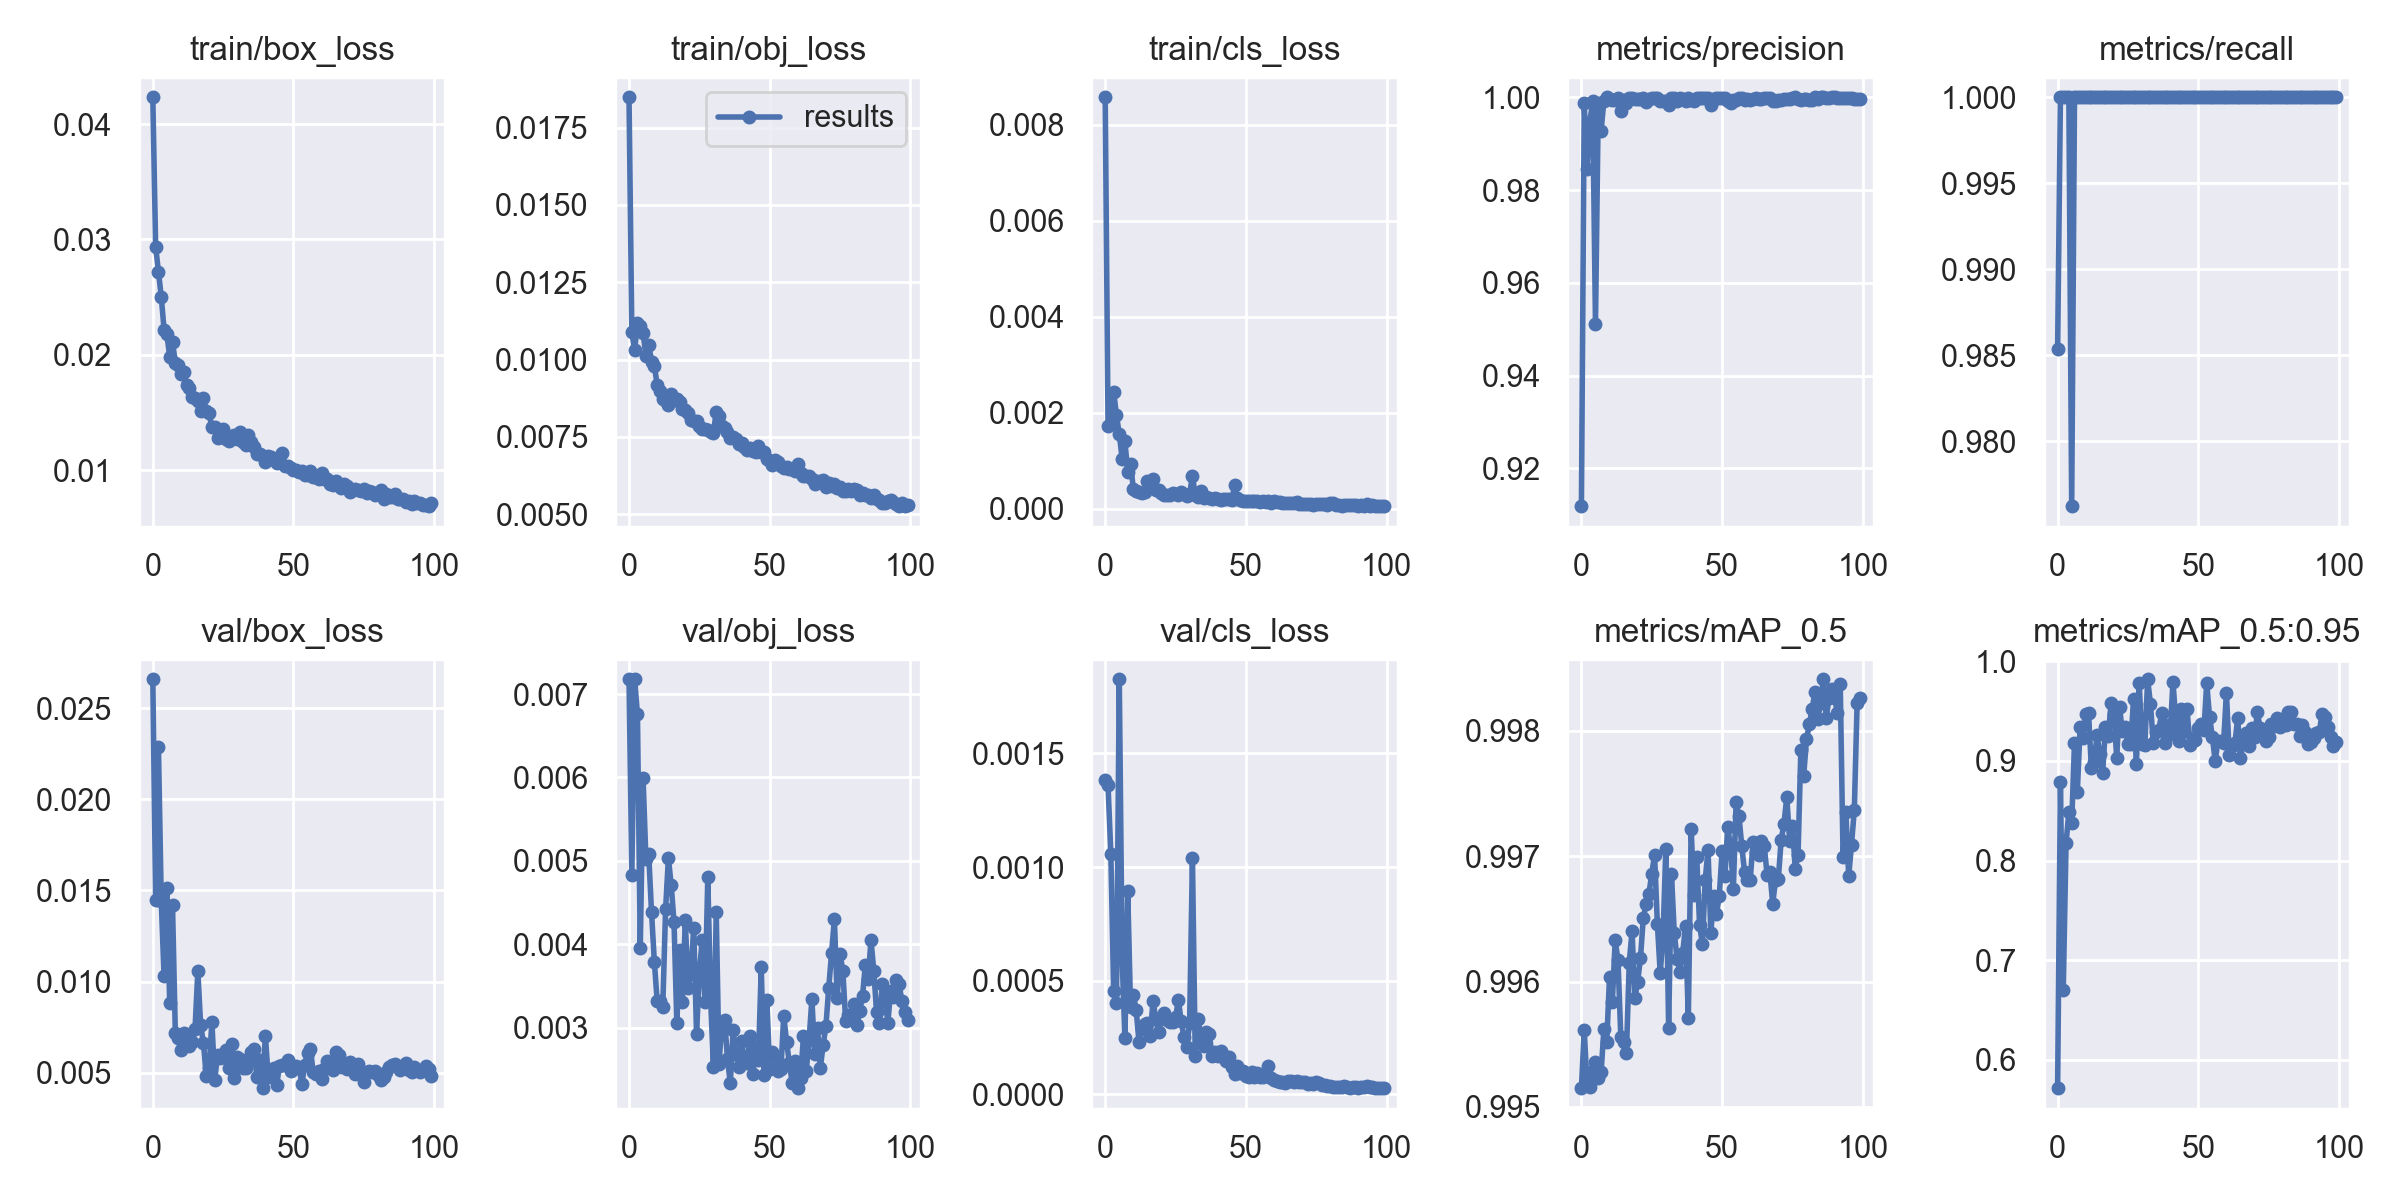 train/box_loss
0.04
0.03
0.02
0.01
0 50 100
train/obj_loss
results
0.0175
0.0150
0.0125
0.0100
0.0075
0.0050
0 50 100
train/cls_loss
0.008
0.006
0.004
0.002
0.000
0 50 100
metrics/precision
1.00
0.98
0.96
0.94
0.92
0 50 100
metrics/recall
1.000
0.995
0.990
0.985
0.980
0 50 100
val/box_loss
0.025
0.020
0.015
0.010
0.005
0 50 100
val/obj_loss
0.007
0.006
0.005
0.004
0.003
0 50 100
val/cls_loss
0.0015
0.0010
0.0005
0.0000
0 50 100
metrics/mAP_0.5
0.998
0.997
0.996
0.995
0 50 100
metrics/mAP_0.5:0.95
1.0
0.9
0.8
0.7
0.6
0 50 100